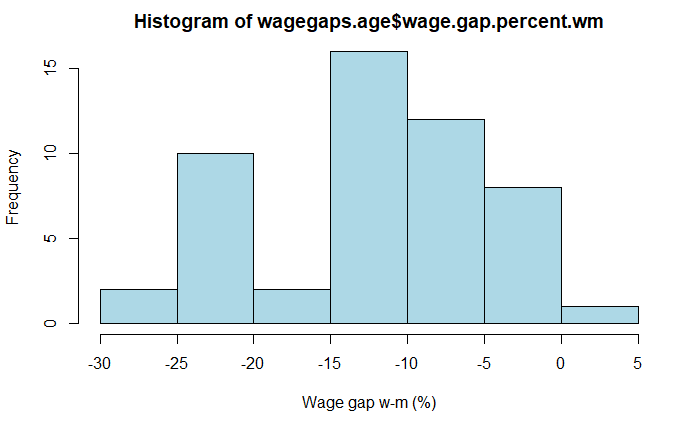 Histogram of wagegaps.age$wage.gap.percent.wm
15
10
5
0
Frequency
-30 -25 -20 -15 -10 -5 0 5
Wage gap w-m (%)